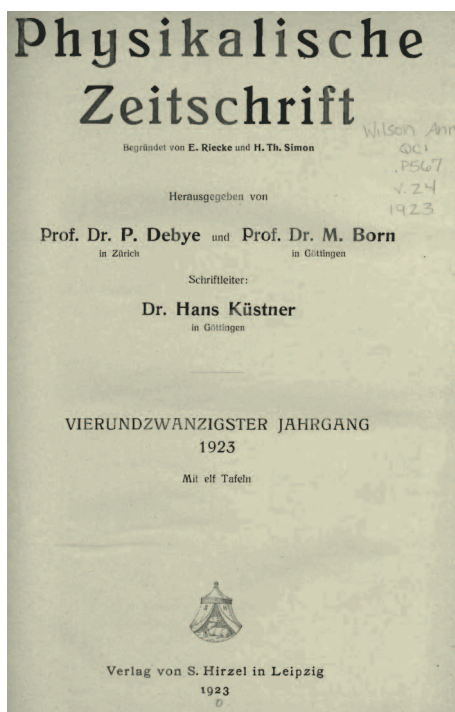 Physikalische
Zeitschrift
Begründet von E. Riecke und H. Th. Simon
Wilson Ann
QC1
.P567
v.24
1923
Herausgegeben von
Prof. Dr. P. Debye und Prof. Dr. M. Born
in Zürich in Göttingen
Schriftleiter:
Dr. Hans Küstner
in Göttingen
VIERUNDZWANZIGSTER JAHRGANG
1923
Mit elf Tafeln
Verlag von S. Hirzel in Leipzig
1923